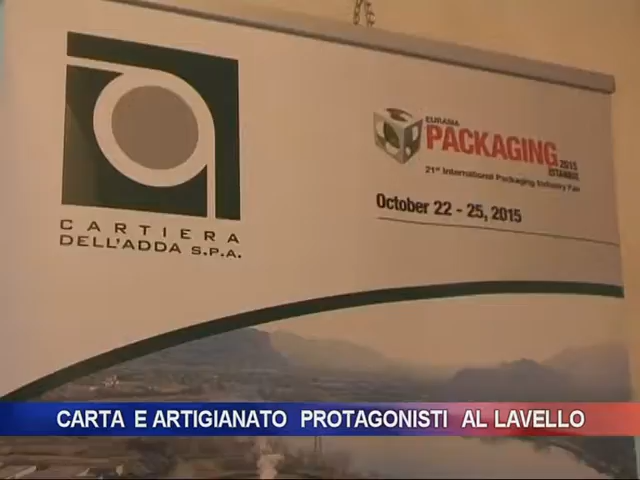 CARTIERA
DELL'ADDA S.P.A.
EURASIA
PACKAGING 2015
ISTANBUL
21st International Packaging Industry Fair
October 22 - 25, 2015
CARTA E ARTIGIANATO PROTAGONISTI AL LAVELLO